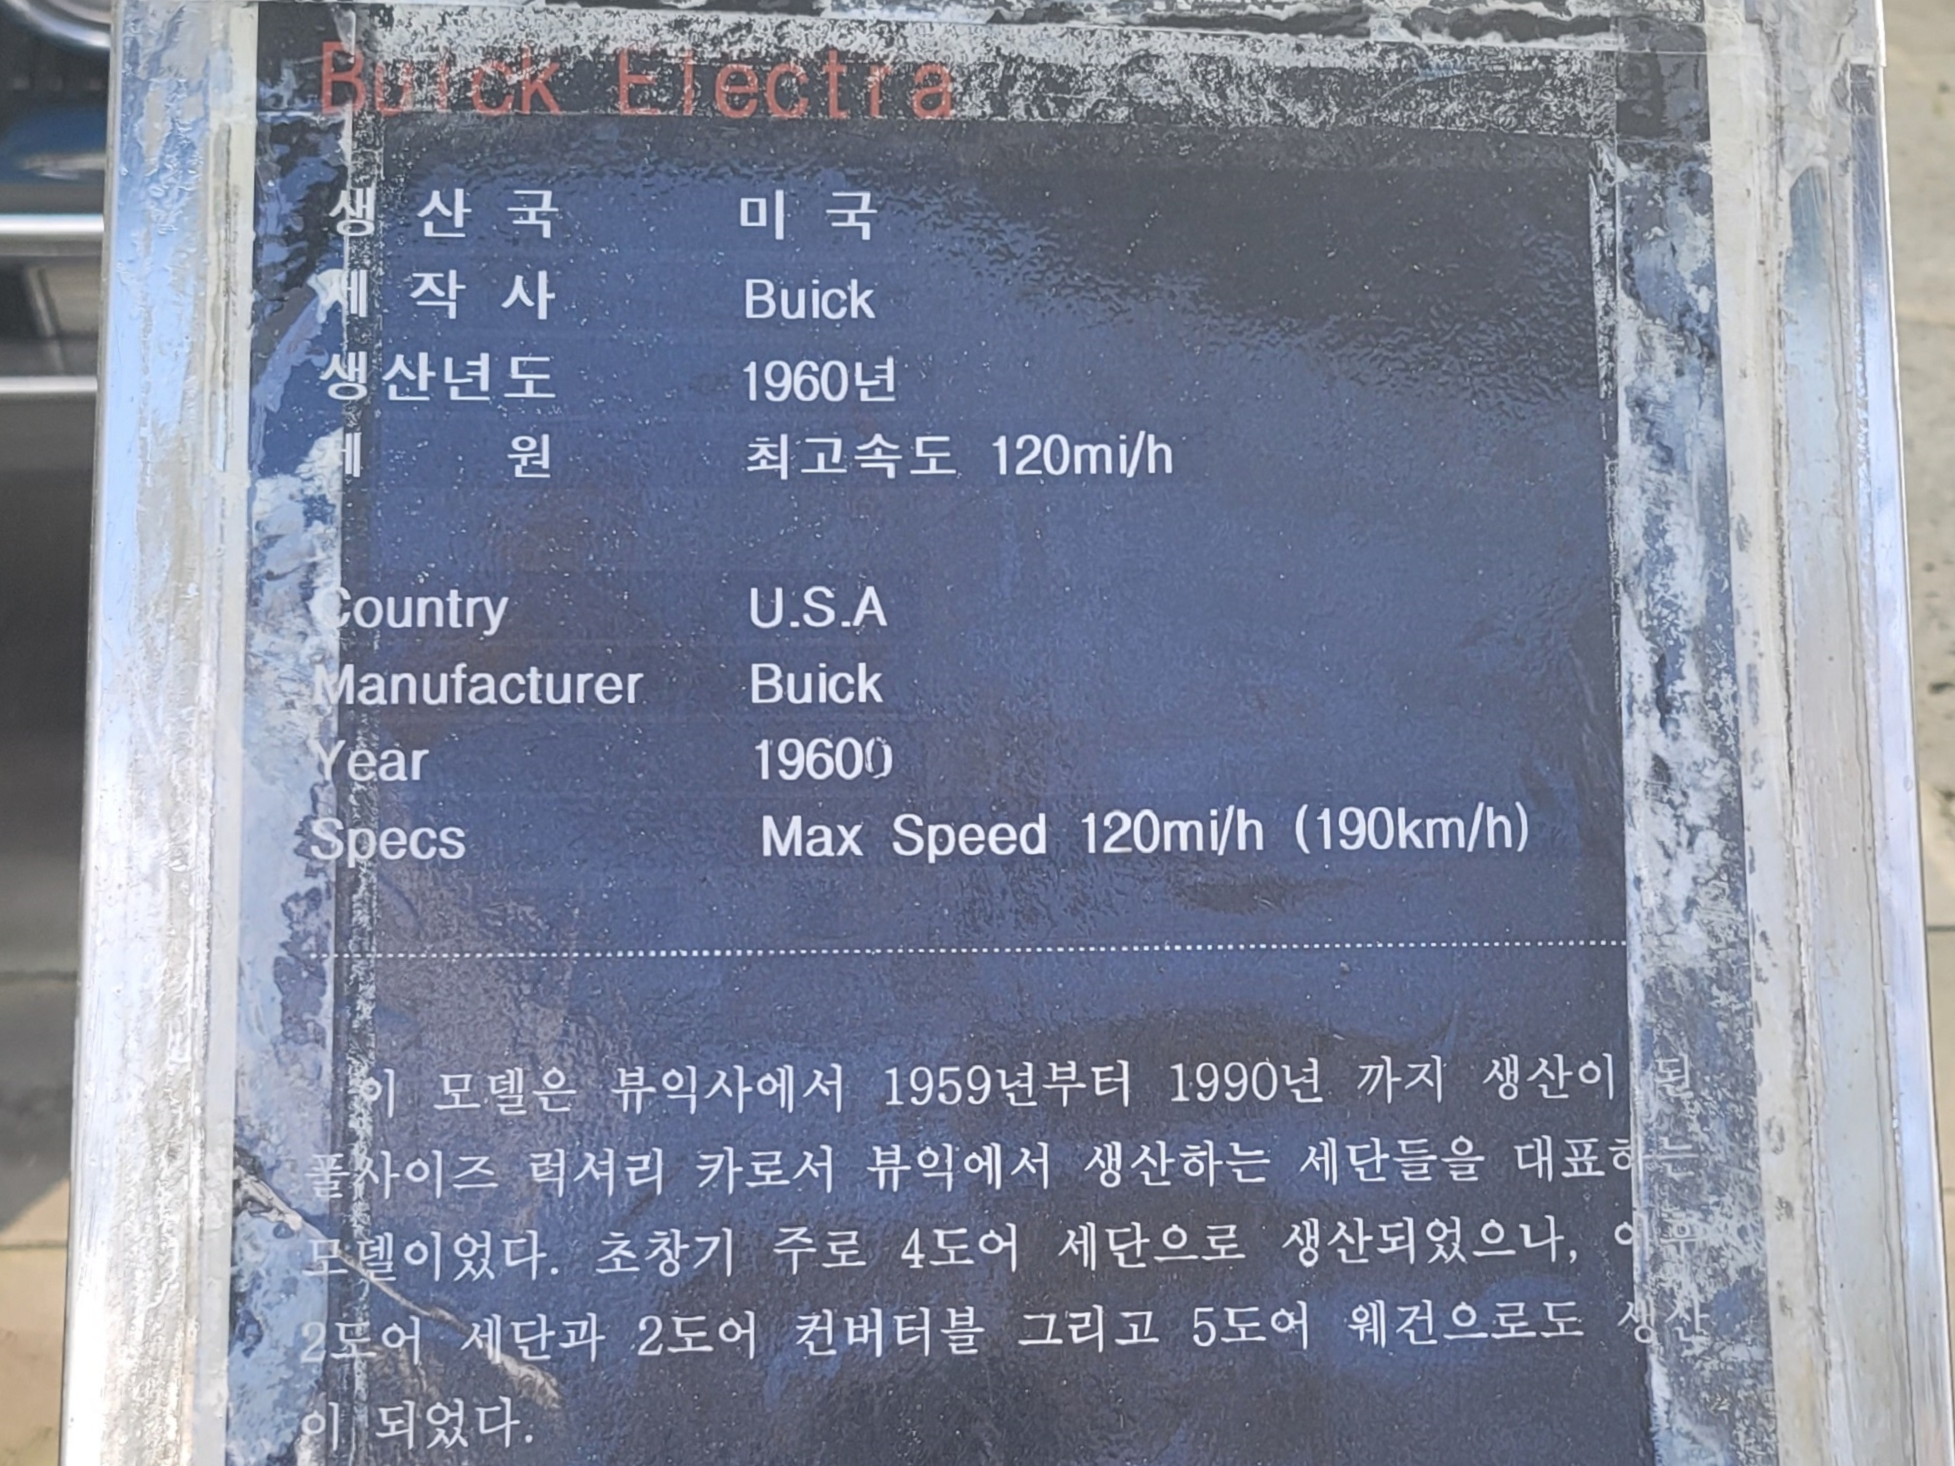 Buick Electra
생 산 국 미 국
제 작 사 Buick
생산년도 1960년
제 원 최고속도 120mi/h
Country U.S.A
Manufacturer Buick
Year 19600
Specs Max Speed 120mi/h (190km/h)
이 모델은 뷰익사에서 1959년부터 1990년 까지 생산이 된
풀사이즈 럭셔리 카로서 뷰익에서 생산하는 세단들을 대표하는
모델이었다. 초창기 주로 4도어 세단으로 생산되었으나, 이후
2도어 세단과 2도어 컨버터블 그리고 5도어 웨건으로도 생산
이 되었다.